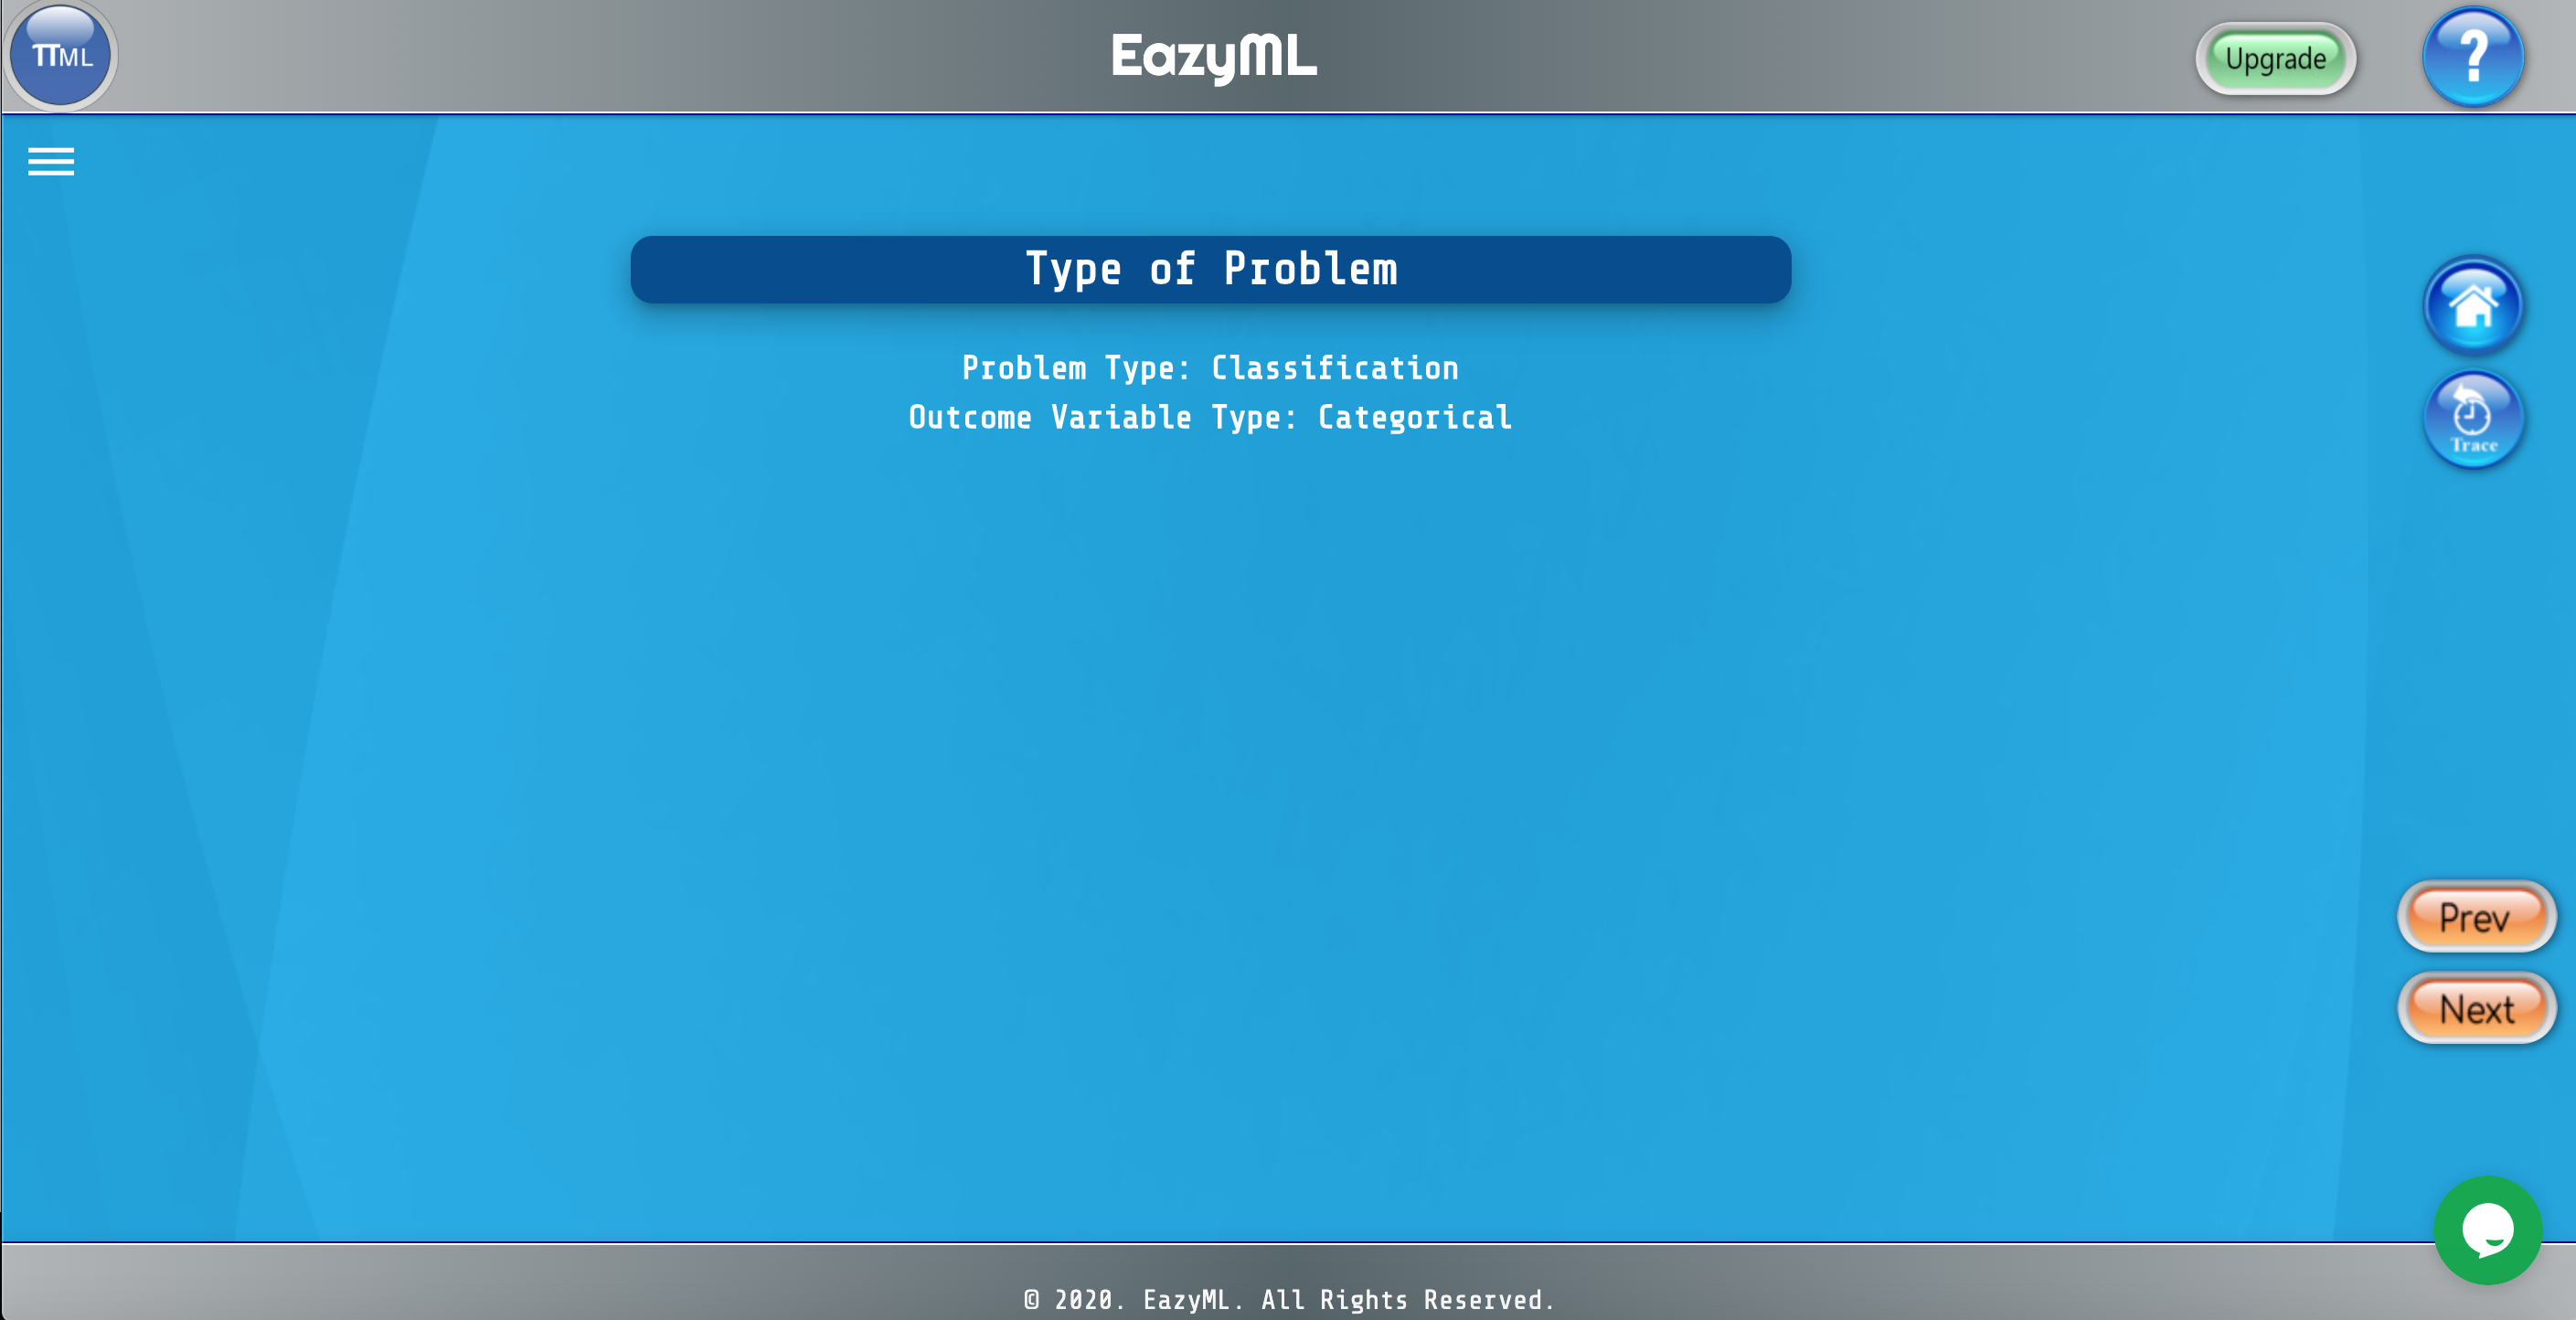 πML
EazyML
Upgrade
?
Type of Problem
Problem Type: Classification
Outcome Variable Type: Categorical
Trace
Prev
Next
© 2020. EazyML. All Rights Reserved.